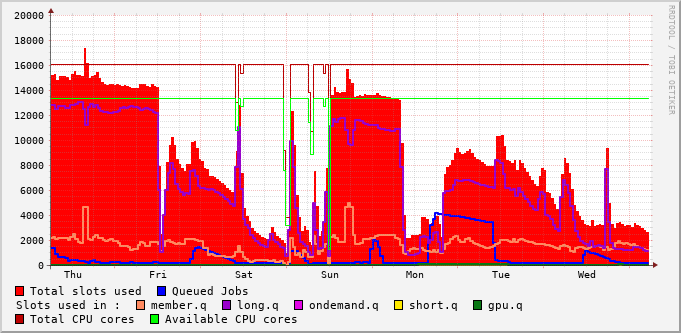 20000
18000
16000
14000
12000
10000
8000
6000
4000
2000
0
Thu Fri Sat Sun Mon Tue Wed
RRDTOOL / TOBI OETIKER
Total slots used Queued Jobs
Slots used in : member.q long.q ondemand.q short.q gpu.q
Total CPU cores Available CPU cores